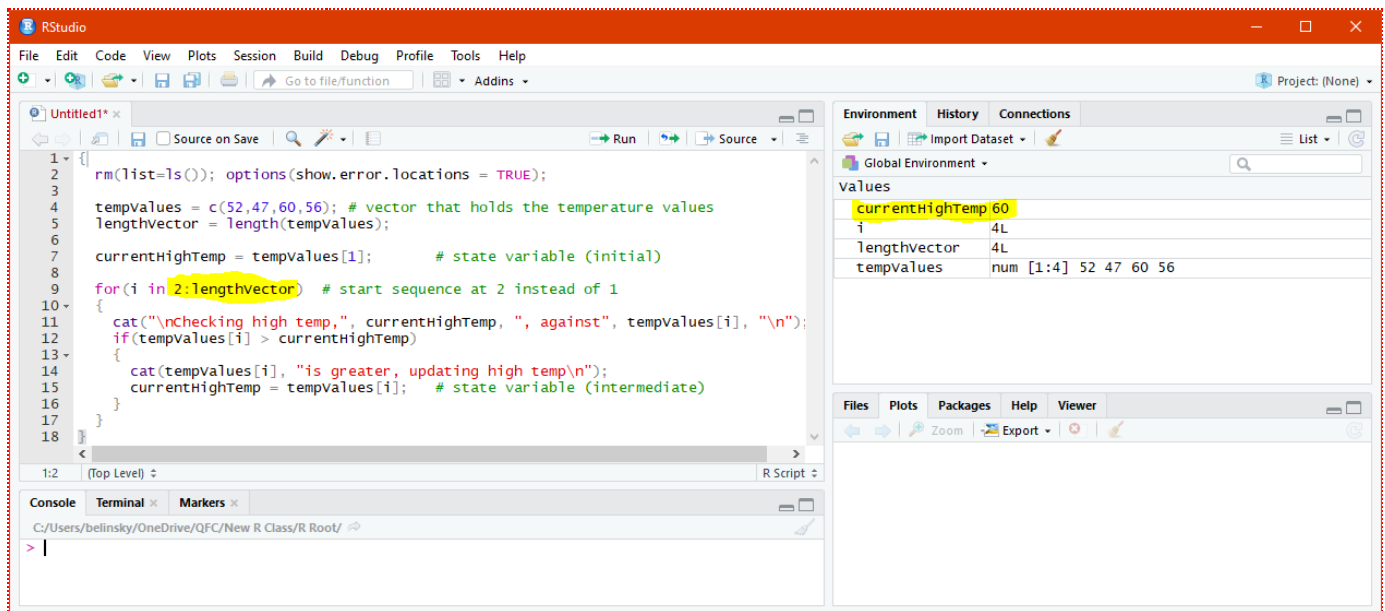 RStudio
File Edit Code View Plots Session Build Debug Profile Tools Help
Go to file/function Addins Project: (None)
Untitled1*
Source on Save Run Source
1 {
2 rm(list=ls()); options(show.error.locations = TRUE);
3
4 tempValues = c(52,47,60,56); # vector that holds the temperature values
5 lengthVector = length(tempValues);
6
7 currentHighTemp = tempValues[1]; # state variable (initial)
8
9 for(i in 2:lengthVector) # start sequence at 2 instead of 1
10 {
11 cat("\nChecking high temp,", currentHighTemp, ", against", tempValues[i], "\n");
12 if(tempValues[i] > currentHighTemp)
13 {
14 cat(tempValues[i], "is greater, updating high temp\n");
15 currentHighTemp = tempValues[i]; # state variable (intermediate)
16 }
17 }
18 }
1:2 (Top Level) R Script
Console Terminal Markers
C:/Users/belinsky/OneDrive/QFC/New R Class/R Root/
>
Environment History Connections
Import Dataset List
Global Environment
Values
currentHighTemp 60
i 4L
lengthVector 4L
tempValues num [1:4] 52 47 60 56
Files Plots Packages Help Viewer
Zoom Export